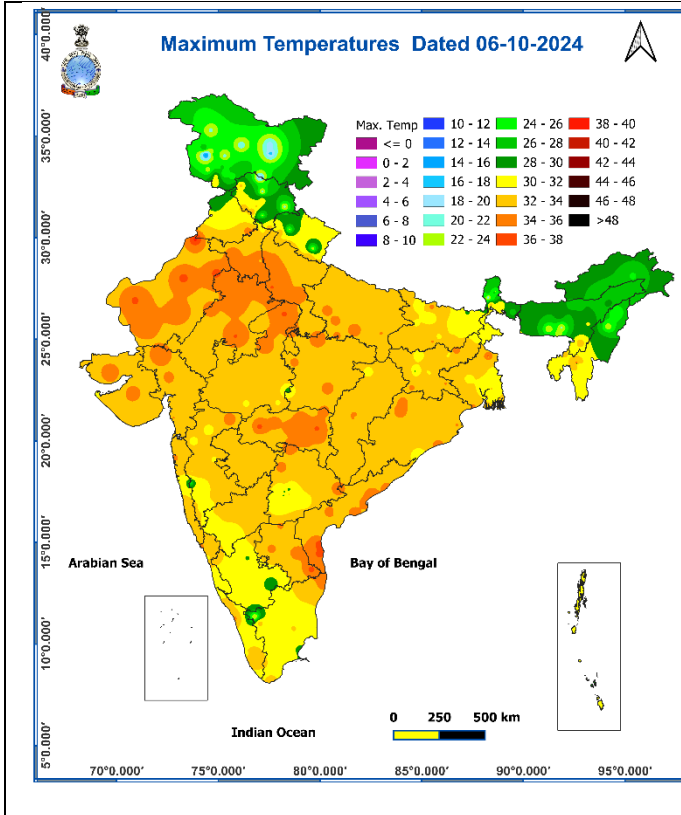 Maximum Temperatures Dated 06-10-2024
Max. Temp
<= 0
0 - 2
2 - 4
4 - 6
6 - 8
8 - 10
10 - 12
12 - 14
14 - 16
16 - 18
18 - 20
20 - 22
22 - 24
24 - 26
26 - 28
28 - 30
30 - 32
32 - 34
34 - 36
36 - 38
38 - 40
40 - 42
42 - 44
44 - 46
46 - 48
>48
40°0.000'
35°0.000'
30°0.000'
25°0.000'
20°0.000'
15°0.000'
10°0.000'
5°0.000'
Arabian Sea
Bay of Bengal
Indian Ocean
0 250 500 km
70°0.000' 75°0.000' 80°0.000' 85°0.000' 90°0.000' 95°0.000'